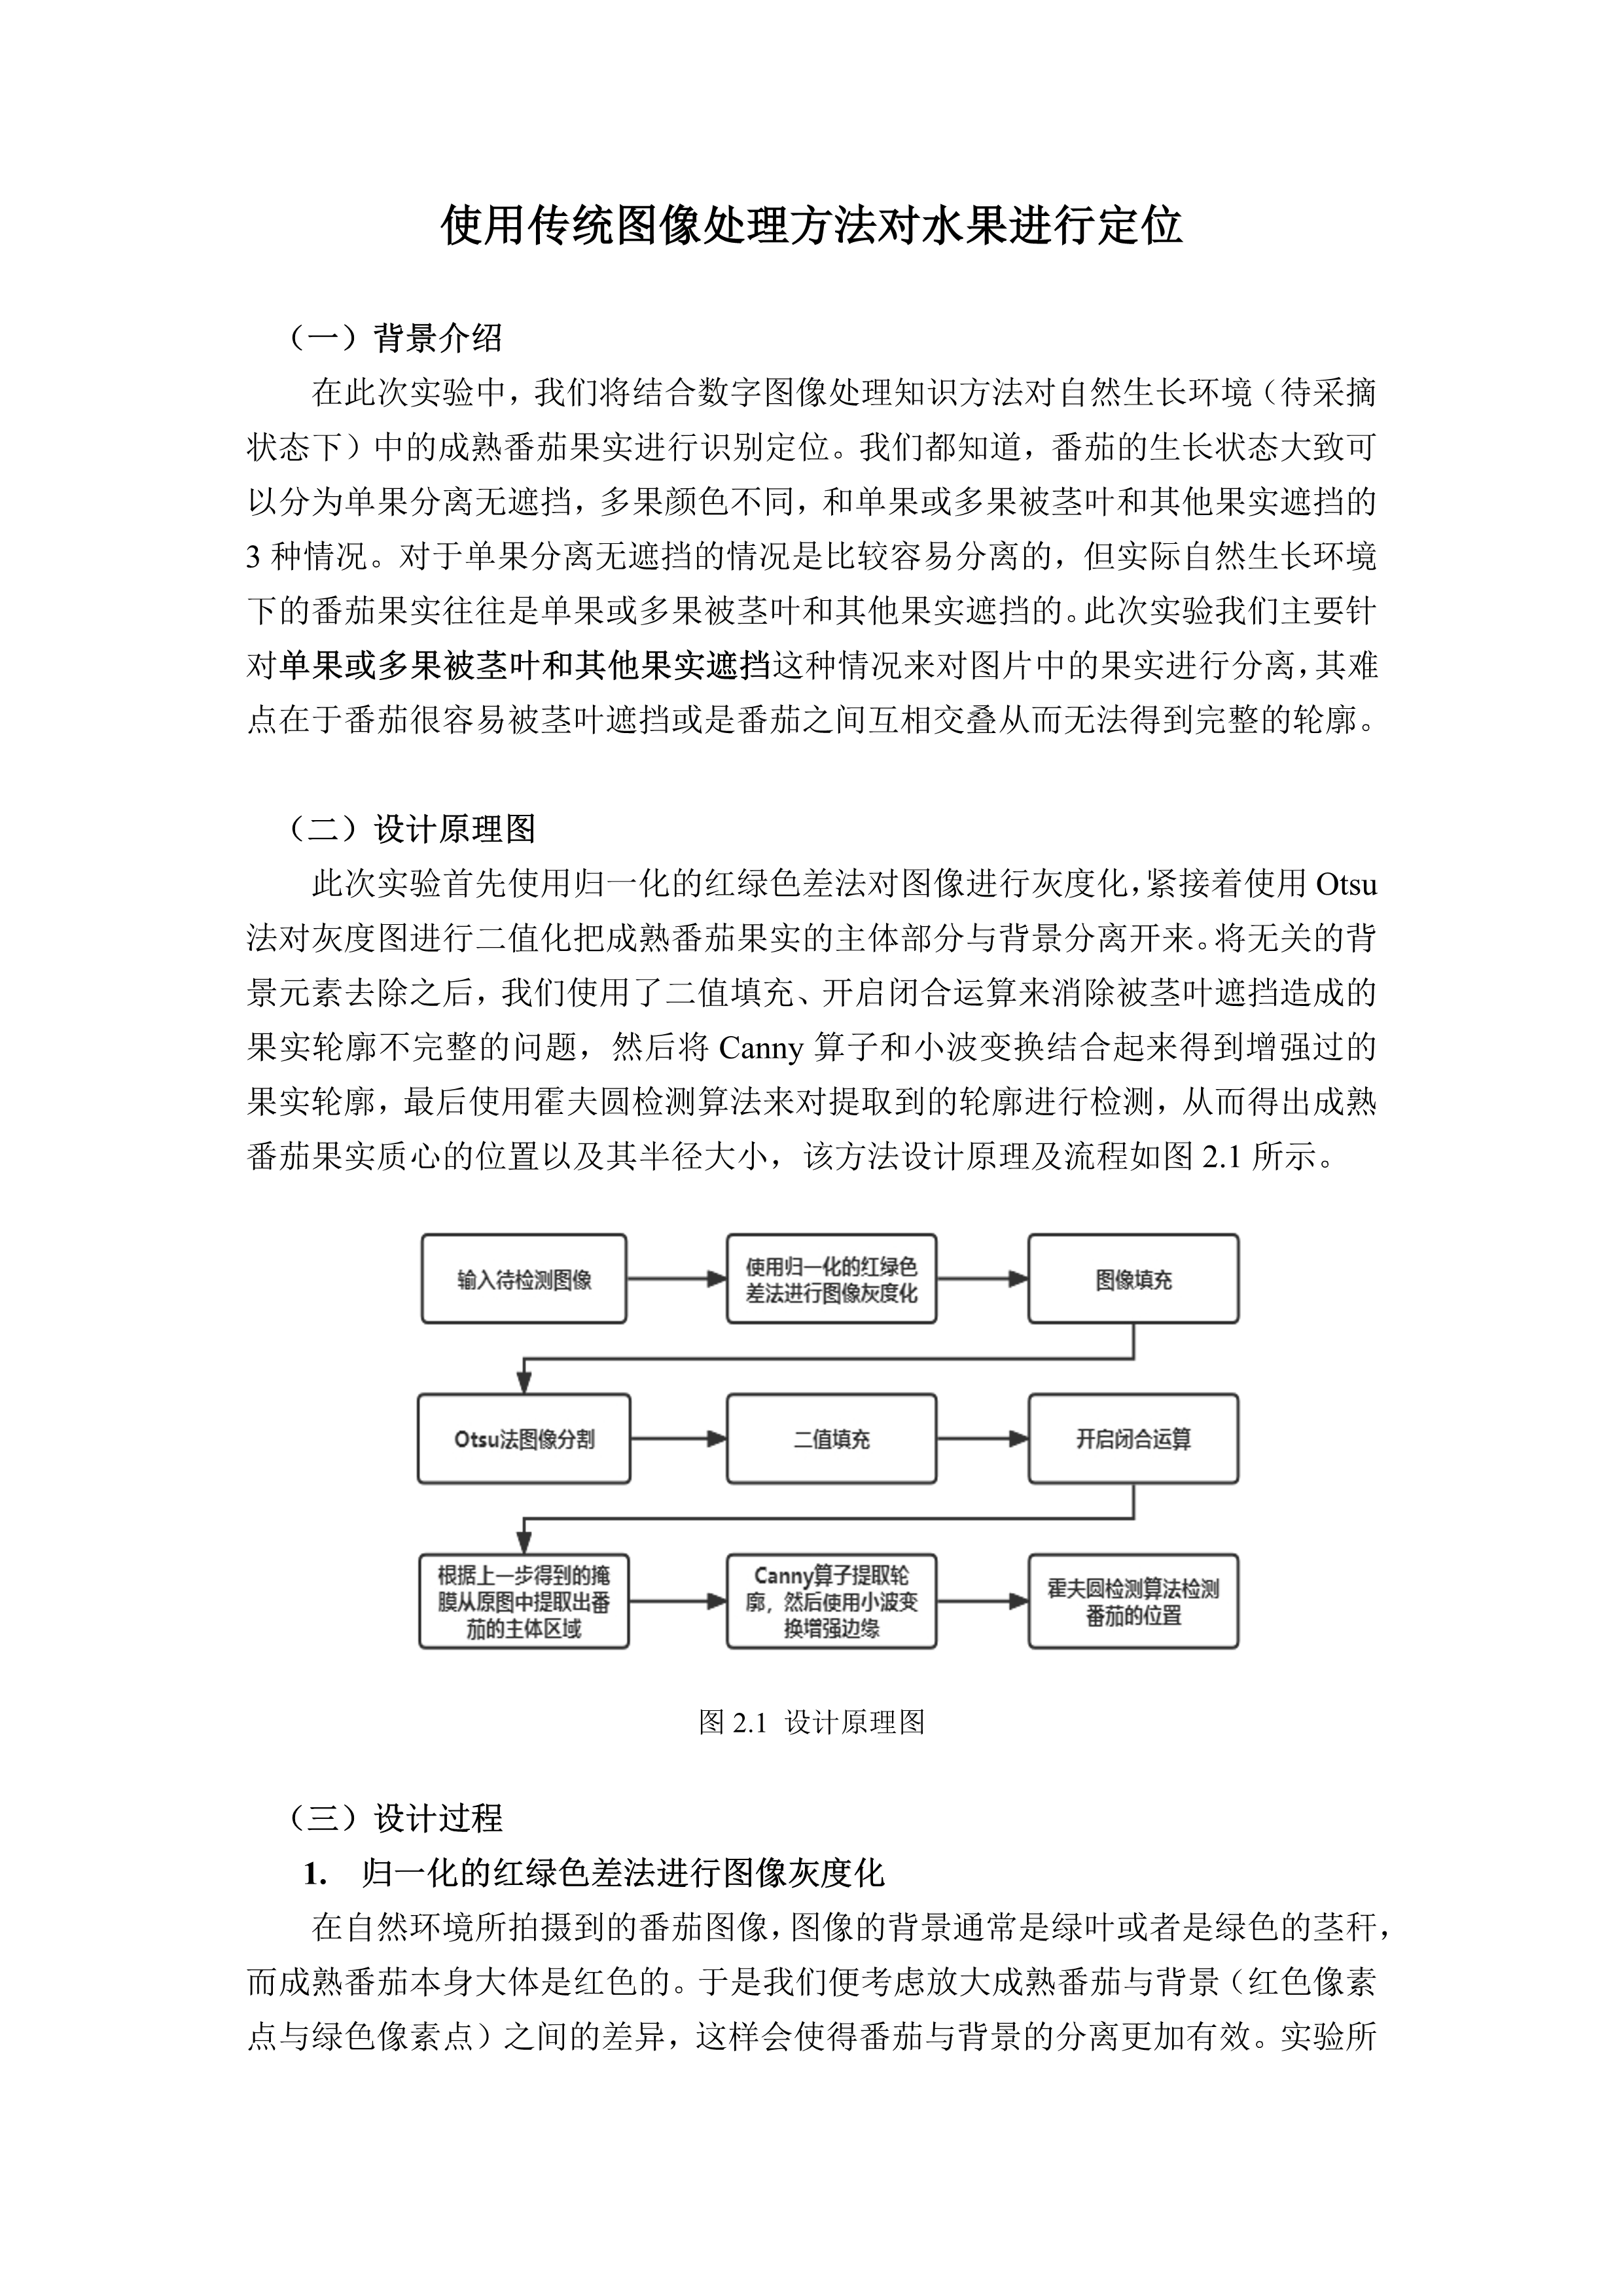 使用传统图像处理方法对水果进行定位
（一）背景介绍
在此次实验中，我们将结合数字图像处理知识方法对自然生长环境（待采摘
状态下）中的成熟番茄果实进行识别定位。我们都知道，番茄的生长状态大致可
以分为单果分离无遮挡，多果颜色不同，和单果或多果被茎叶和其他果实遮挡的
3 种情况。对于单果分离无遮挡的情况是比较容易分离的，但实际自然生长环境
下的番茄果实往往是单果或多果被茎叶和其他果实遮挡的。此次实验我们主要针
对单果或多果被茎叶和其他果实遮挡这种情况来对图片中的果实进行分离，其难
点在于番茄很容易被茎叶遮挡或是番茄之间互相交叠从而无法得到完整的轮廓。
（二）设计原理图
此次实验首先使用归一化的红绿色差法对图像进行灰度化，紧接着使用 Otsu
法对灰度图进行二值化把成熟番茄果实的主体部分与背景分离开来。将无关的背
景元素去除之后，我们使用了二值填充、开启闭合运算来消除被茎叶遮挡造成的
果实轮廓不完整的问题，然后将 Canny 算子和小波变换结合起来得到增强过的
果实轮廓，最后使用霍夫圆检测算法来对提取到的轮廓进行检测，从而得出成熟
番茄果实质心的位置以及其半径大小，该方法设计原理及流程如图 2.1 所示。
输入待检测图像
使用归一化的红绿色
差法进行图像灰度化
图像填充
Otsu法图像分割
二值填充
开启闭合运算
根据上一步得到的掩
膜从原图中提取出番
茄的主体区域
Canny算子提取轮
廓，然后使用小波变
换增强边缘
霍夫圆检测算法检测
番茄的位置
图 2.1 设计原理图
（三）设计过程
1. 归一化的红绿色差法进行图像灰度化
在自然环境所拍摄到的番茄图像，图像的背景通常是绿叶或者是绿色的茎秆，
而成熟番茄本身大体是红色的。于是我们便考虑放大成熟番茄与背景（红色像素
点与绿色像素点）之间的差异，这样会使得番茄与背景的分离更加有效。实验所